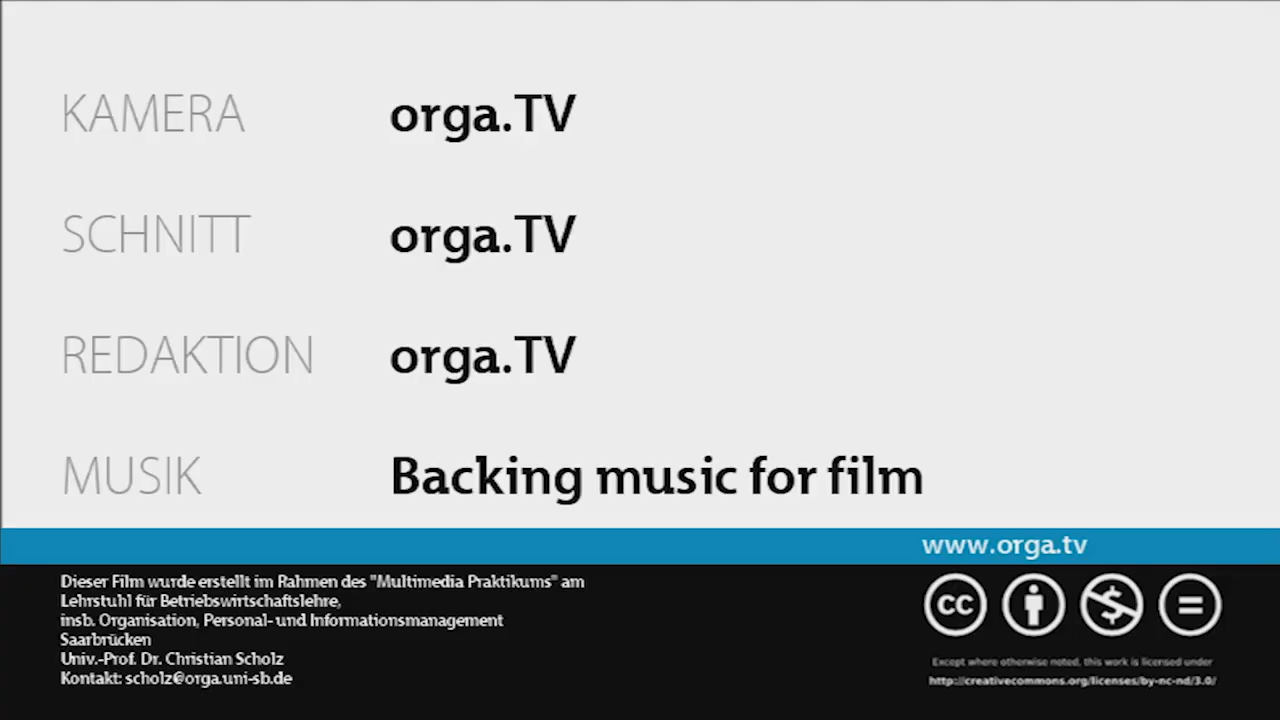 KAMERA orga.TV
SCHNITT orga.TV
REDAKTION orga.TV
MUSIK Backing music for film
www.orga.tv
Dieser Film wurde erstellt im Rahmen des "Multimedia Praktikums" am
Lehrstuhl für Betriebswirtschaftslehre,
insb. Organisation, Personal- und Informationsmanagement
Saarbrücken
Univ.-Prof. Dr. Christian Scholz
Kontakt: scholz@orga.uni-sb.de
cc $ =
Except where otherwise noted, this work is licensed under
http://creativecommons.org/licenses/by-nc-nd/3.0/